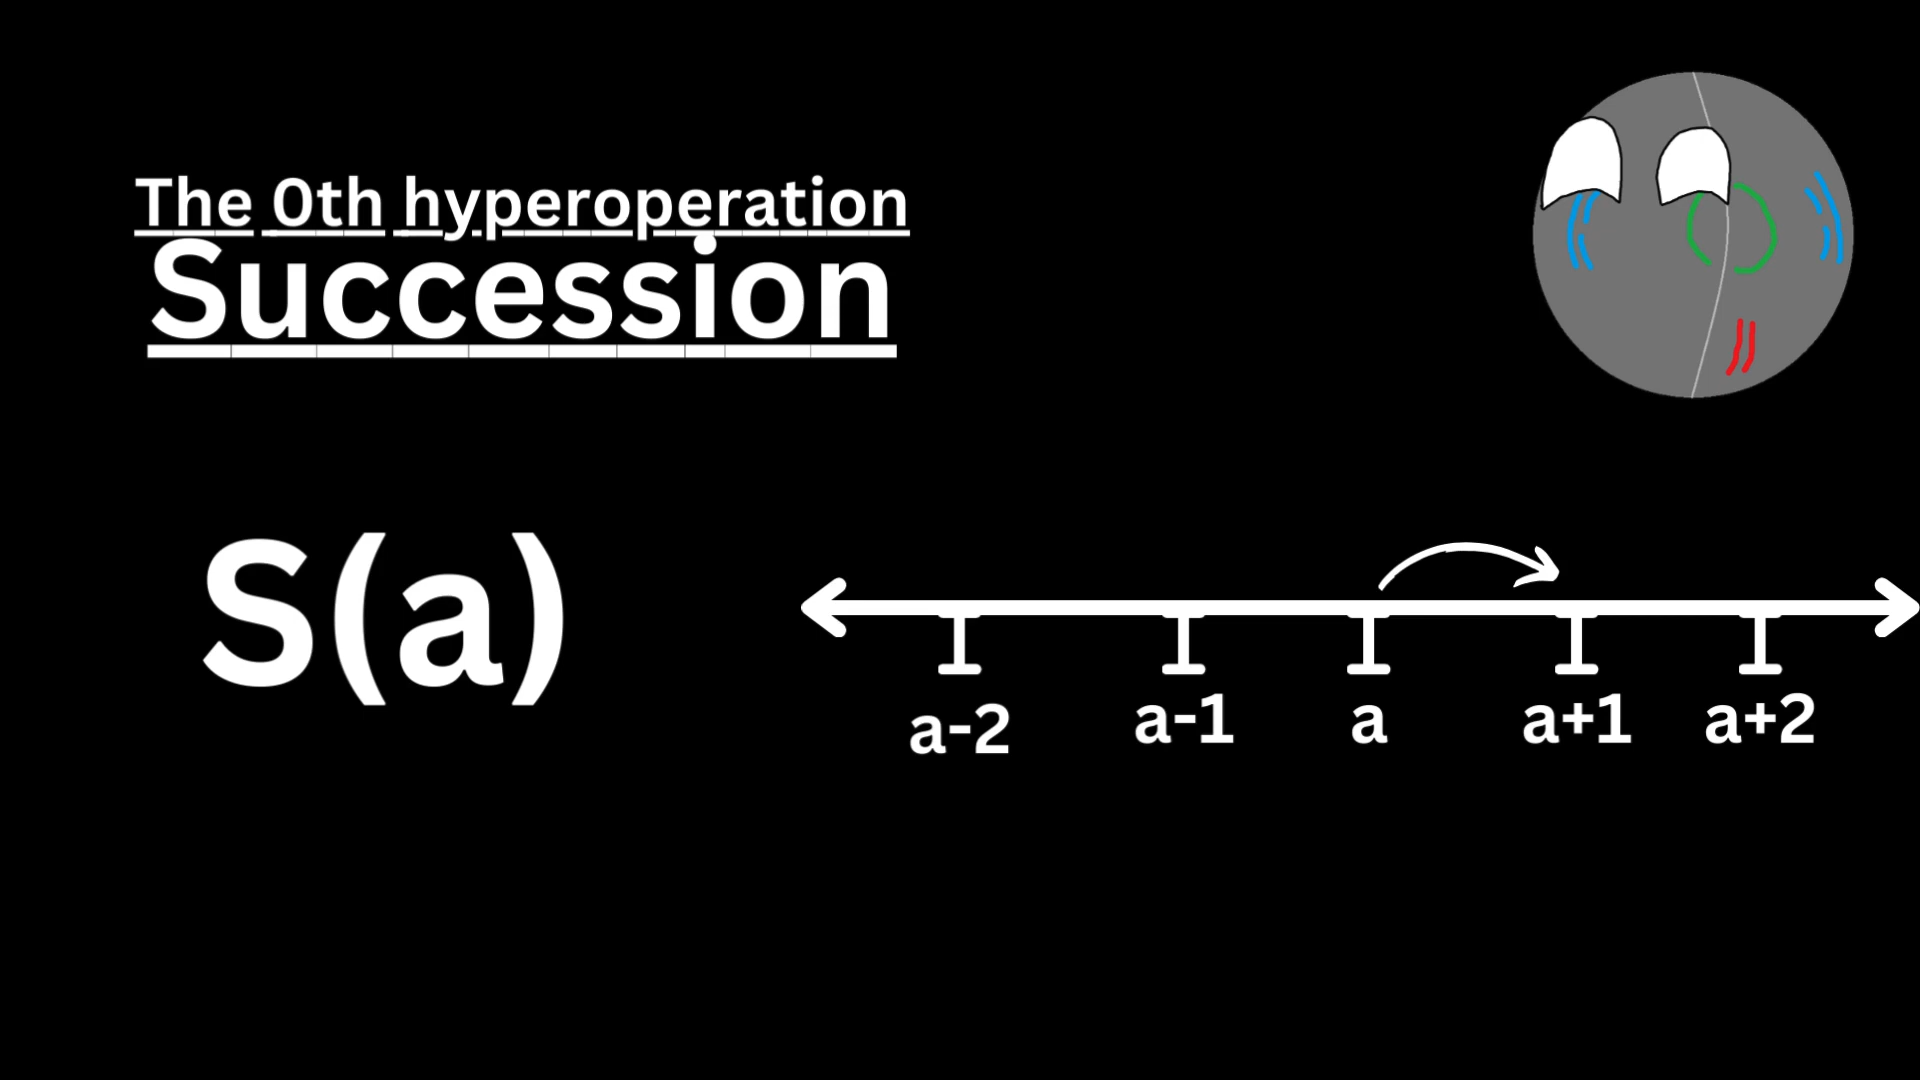 The 0th hyperoperation
Succession
S(a)
a-2 a-1 a a+1 a+2